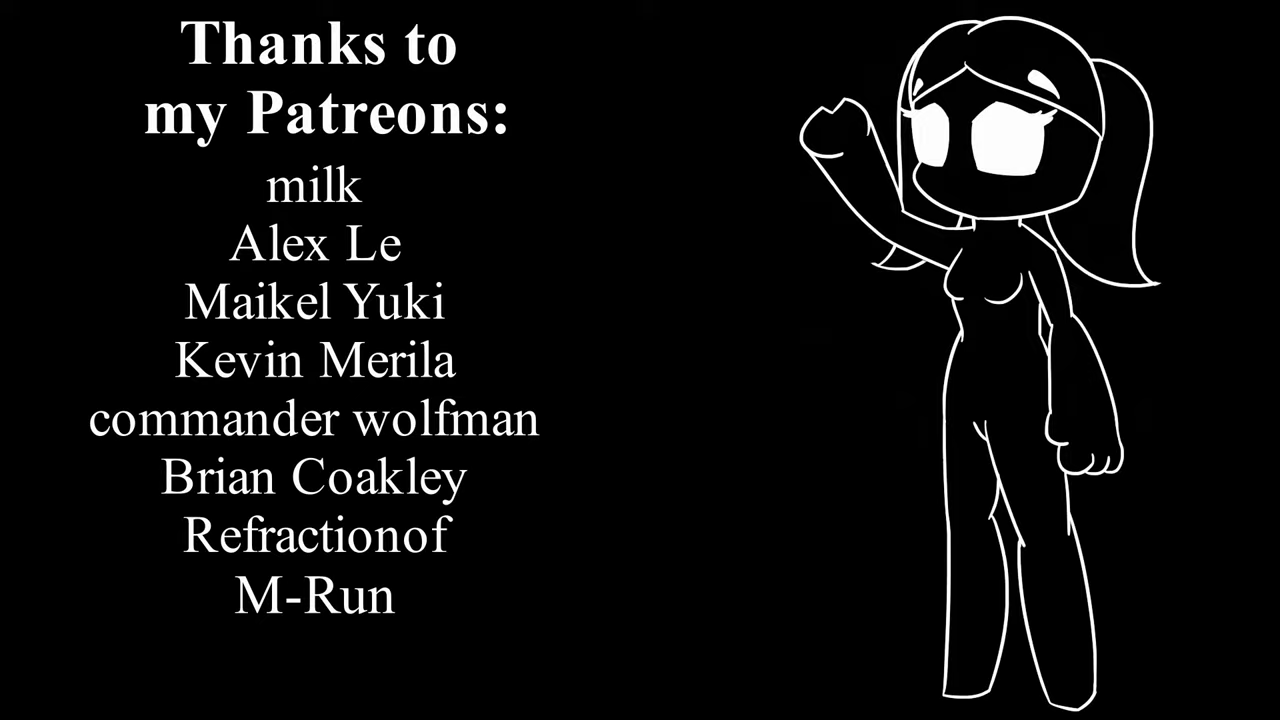 Thanks to
my Patreons:
milk
Alex Le
Maikel Yuki
Kevin Merila
commander wolfman
Brian Coakley
Refractionof
M-Run